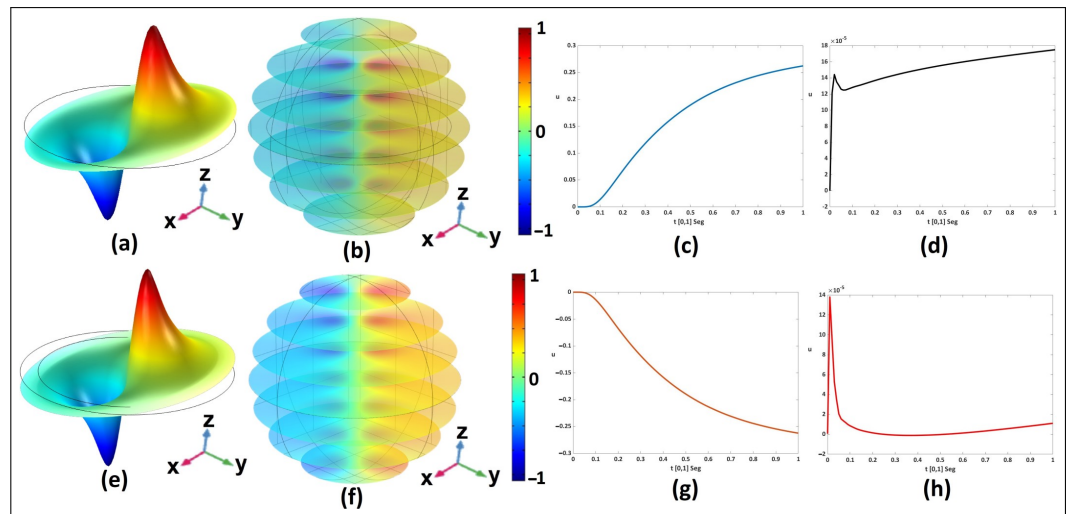 1
0
−1
z
x
y
(a)
z
x
y
(b)
0.3
0.25
0.2
0.15
0.1
0.05
0
u
0 0.1 0.2 0.3 0.4 0.5 0.6 0.7 0.8 0.9 1
t [0,1] Seg
(c)
×10⁻⁵
18
16
14
12
10
8
6
4
2
0
-2
u
0 0.1 0.2 0.3 0.4 0.5 0.6 0.7 0.8 0.9 1
t [0,1] Seg
(d)
1
0
−1
z
x
y
(e)
z
x
y
(f)
0
−0.05
−0.1
−0.15
−0.2
−0.25
−0.3
u
0 0.1 0.2 0.3 0.4 0.5 0.6 0.7 0.8 0.9 1
t [0,1] Seg
(g)
×10⁻⁵
14
12
10
8
6
4
2
0
-2
u
0 0.1 0.2 0.3 0.4 0.5 0.6 0.7 0.8 0.9 1
t [0,1] Seg
(h)